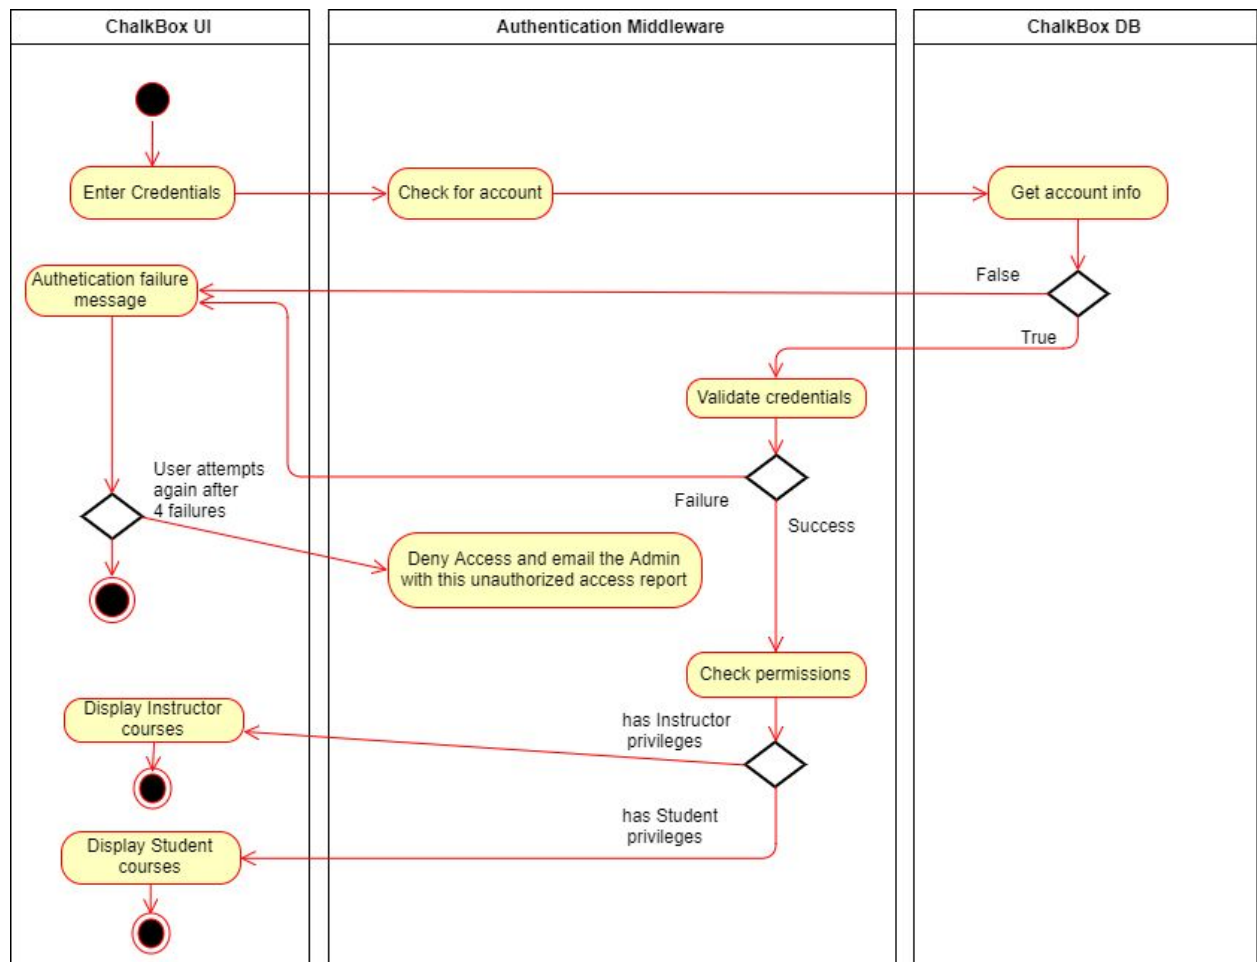 ChalkBox UI
Authentication Middleware
ChalkBox DB
Enter Credentials
Check for account
Get account info
Authetication failure
message
False
True
Validate credentials
User attempts
again after
4 failures
Failure
Success
Deny Access and email the Admin
with this unauthorized access report
Check permissions
Display Instructor
courses
has Instructor
privileges
has Student
privileges
Display Student
courses